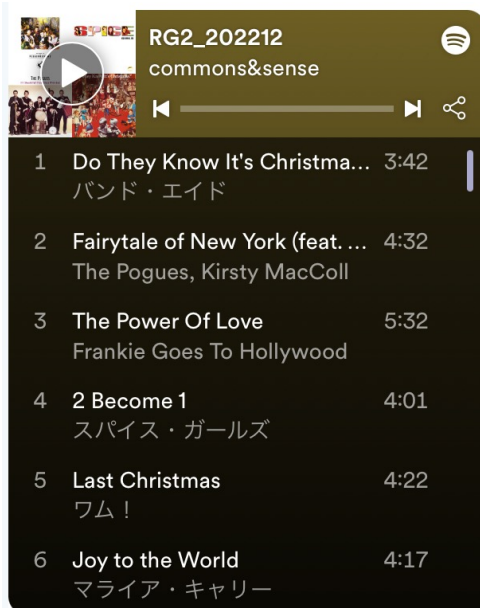 SPICE
RG2_202212
commons&sense
1 Do They Know It's Christma... 3:42
バンド・エイド
2 Fairytale of New York (feat. ... 4:32
The Pogues, Kirsty MacColl
3 The Power Of Love 5:32
Frankie Goes To Hollywood
4 2 Become 1 4:01
スパイス・ガールズ
5 Last Christmas 4:22
ワム！
6 Joy to the World 4:17
マライア・キャリー